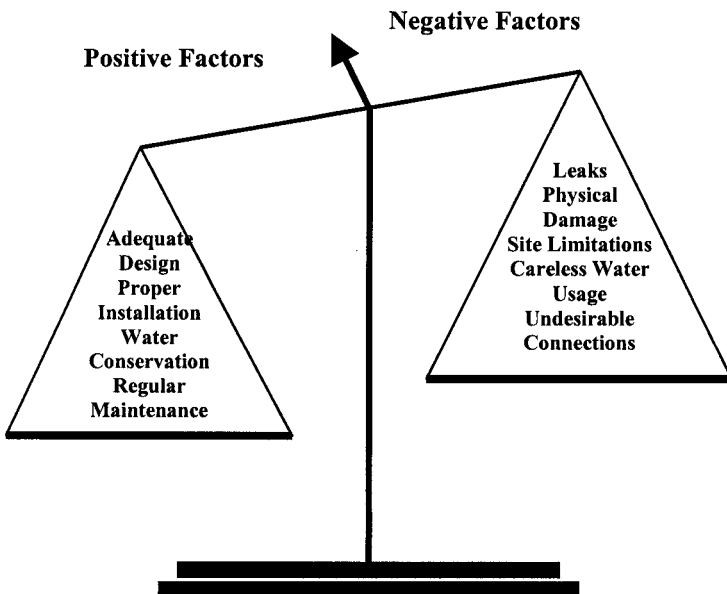 Negative Factors
Positive Factors
Adequate
Design
Proper
Installation
Water
Conservation
Regular
Maintenance
Leaks
Physical
Damage
Site Limitations
Careless Water
Usage
Undesirable
Connections